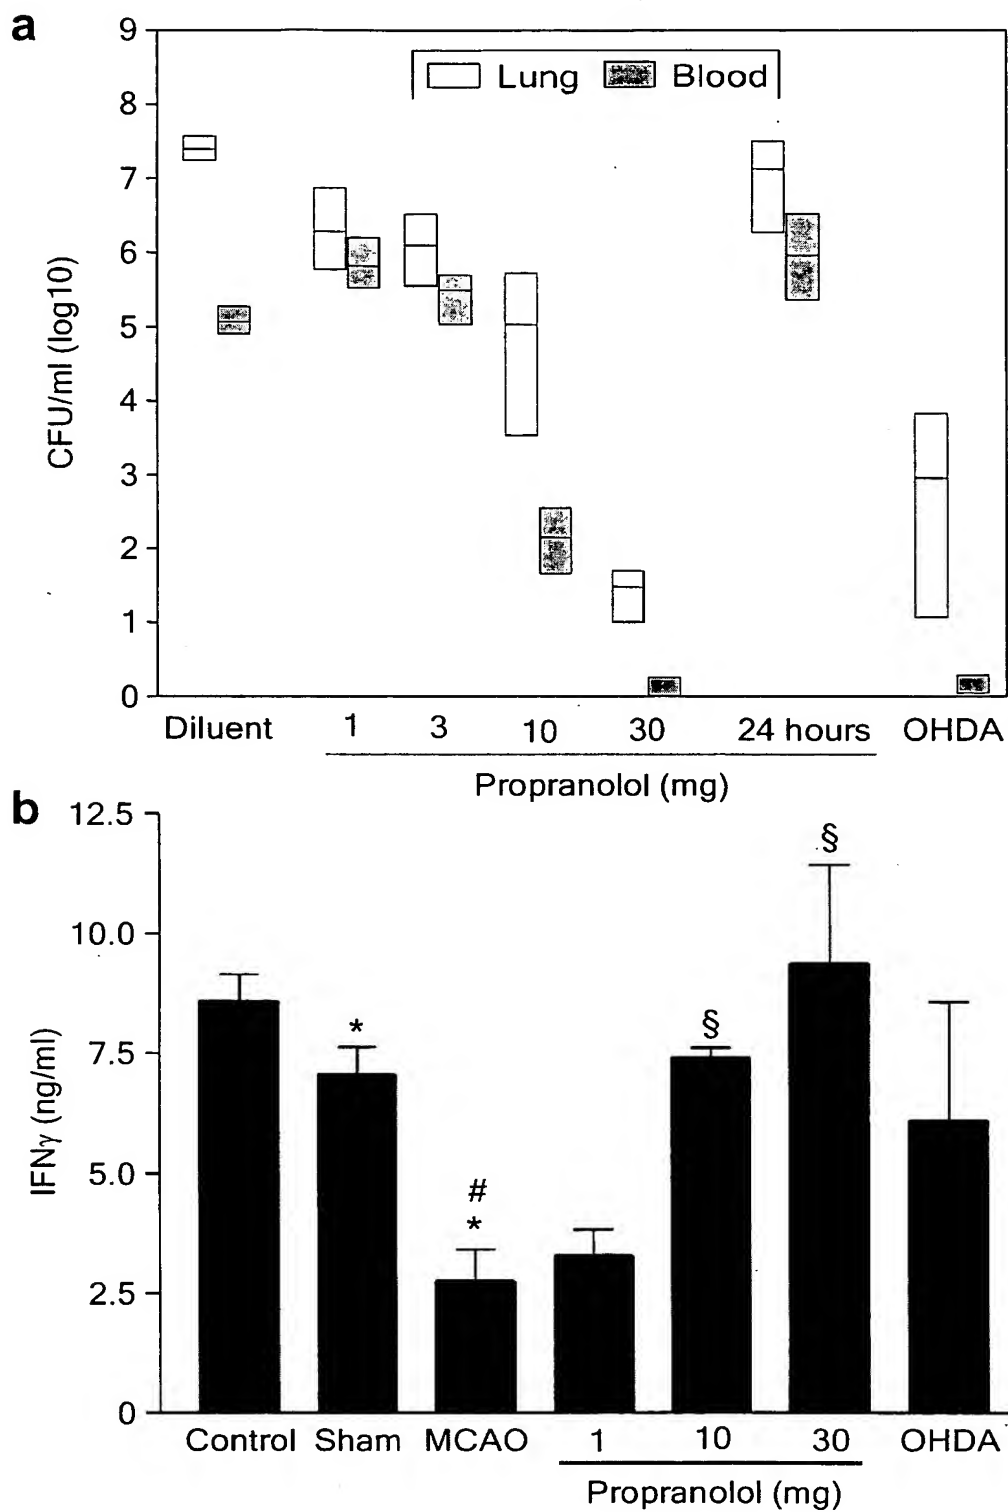 a
9
Lung Blood
8
7
6
5
4
3
2
1
0
CFU/ml (log10)
Diluent 1 3 10 30 24 hours OHDA
Propranolol (mg)
b
12.5
10.0
7.5
5.0
2.5
0
IFNγ (ng/ml)
*
#
*
§
§
Control Sham MCAO 1 10 30 OHDA
Propranolol (mg)